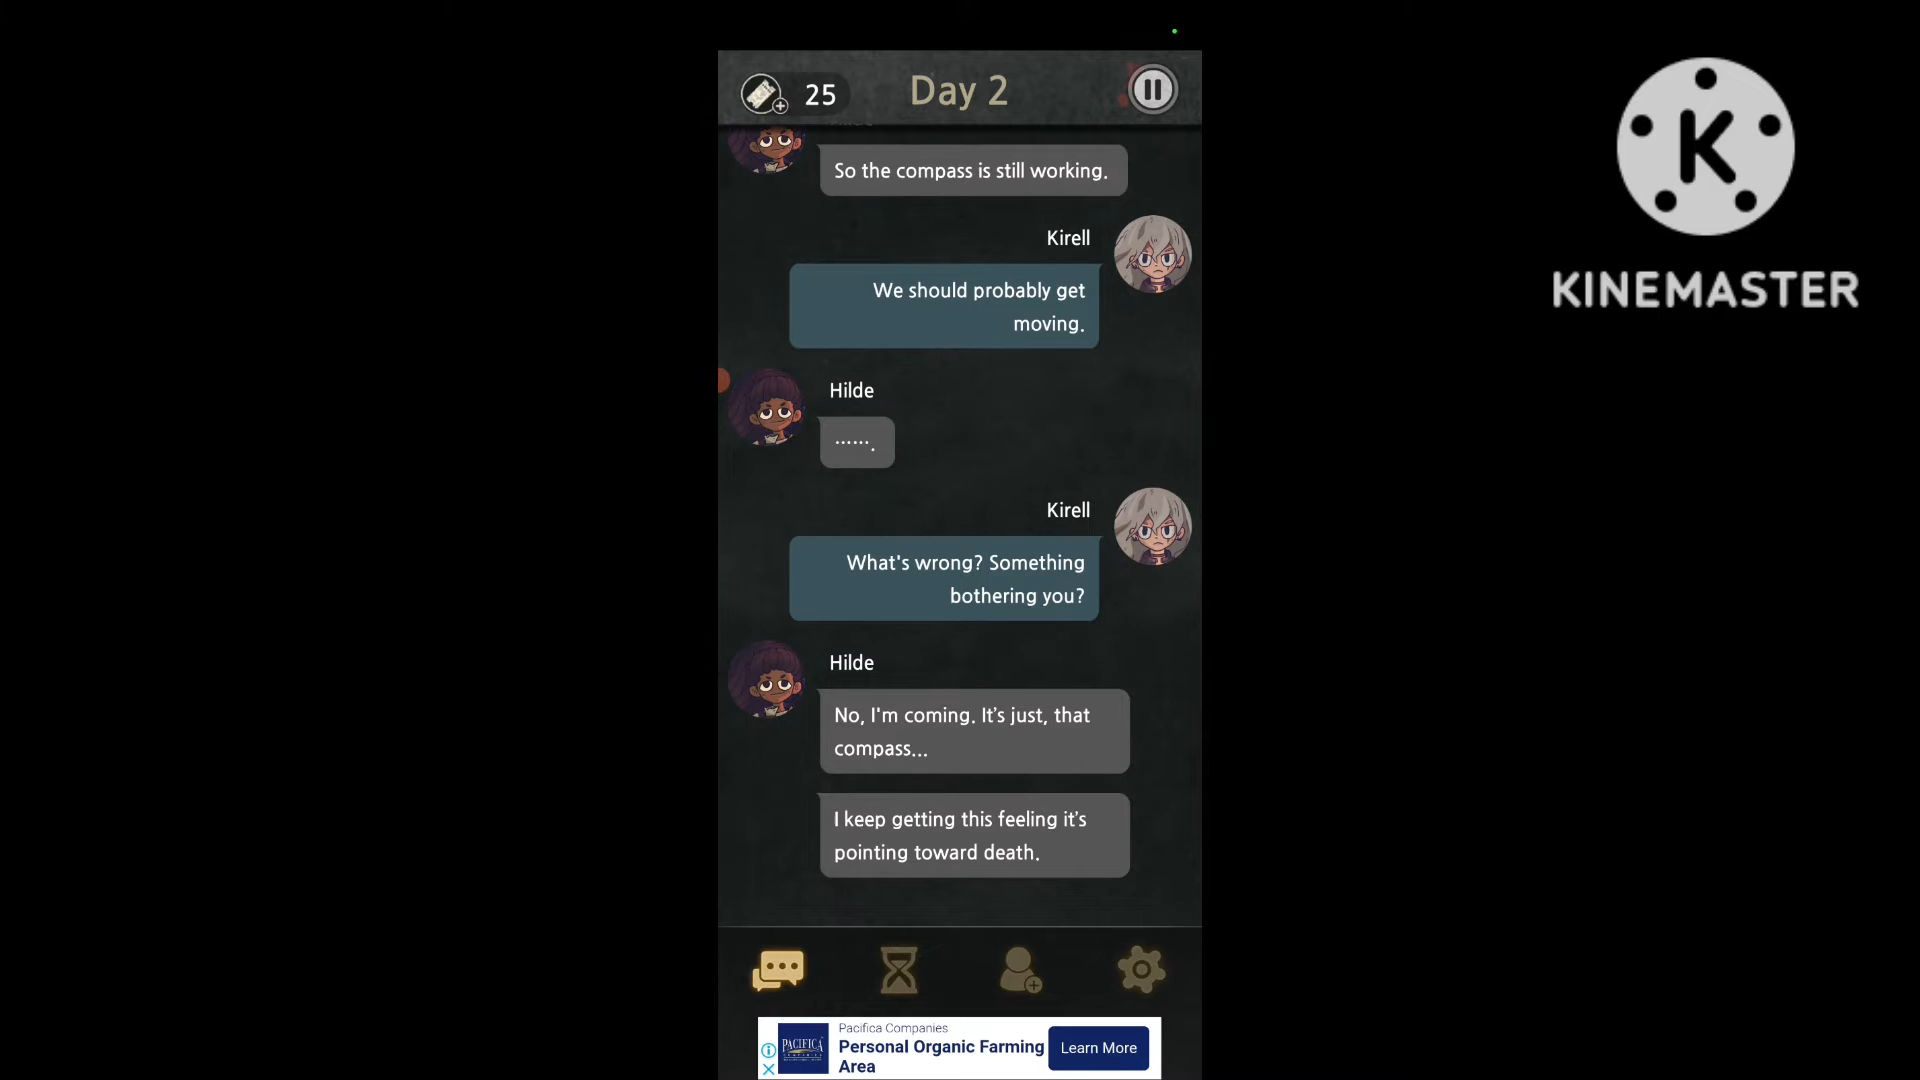 25
Day 2
So the compass is still working.
Kirell
We should probably get
moving.
Hilde
…….
Kirell
What's wrong? Something
bothering you?
Hilde
No, I'm coming. It's just, that
compass...
I keep getting this feeling it's
pointing toward death.
K
KINEMASTER
Pacifica Companies
Personal Organic Farming
Area
Learn More
PACIFICA